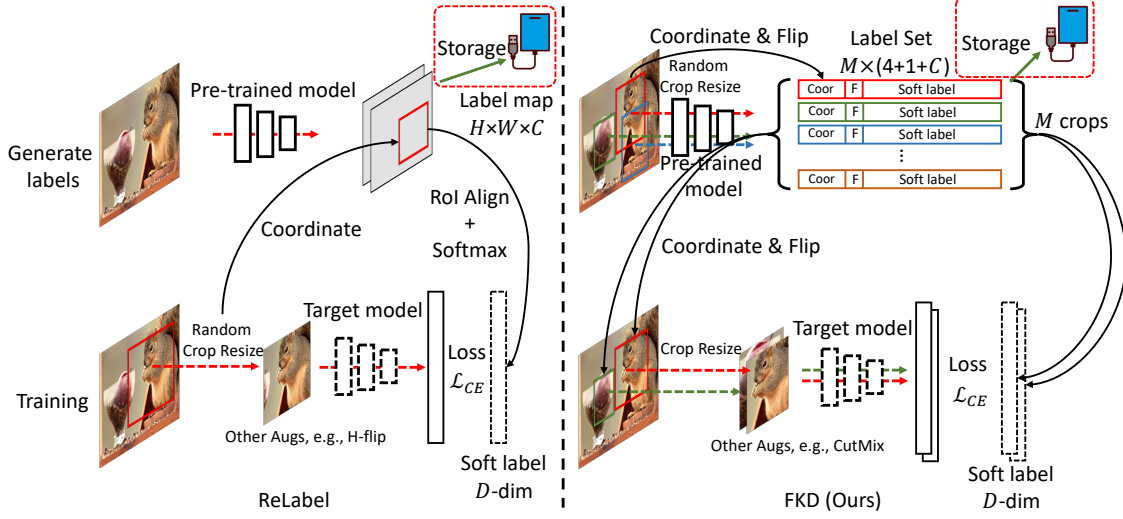 Storage
Pre-trained model
Label map
H×W×C
Generate
labels
RoI Align
+
Softmax
Coordinate
Target model
Random
Crop Resize
Loss
ℒ_CE
Training
Other Augs, e.g., H-flip
Soft label
D-dim
ReLabel
Coordinate & Flip
Label Set
M×(4+1+C)
Storage
Random
Crop Resize
Coor F Soft label
Coor F Soft label
Coor F Soft label
⋮
Coor F Soft label
M crops
Pre-trained
model
Coordinate & Flip
Target model
Crop Resize
Loss
ℒ_CE
Other Augs, e.g., CutMix
Soft label
D-dim
FKD (Ours)